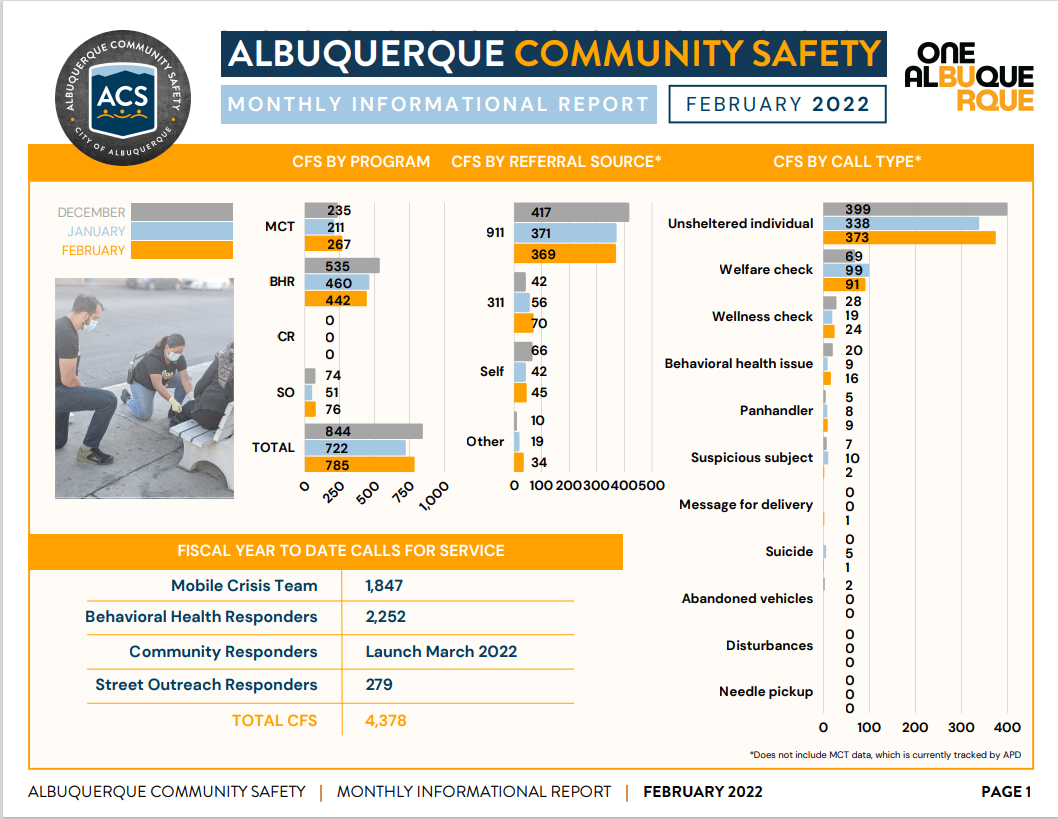 ALBUQUERQUE COMMUNITY SAFETY
ACS
CITY OF ALBUQUERQUE
ALBUQUERQUE COMMUNITY SAFETY
MONTHLY INFORMATIONAL REPORT
FEBRUARY 2022
ONE
ALBUQUE
RQUE
CFS BY PROGRAM
CFS BY REFERRAL SOURCE*
CFS BY CALL TYPE*
DECEMBER
JANUARY
FEBRUARY
MCT
235
211
267
BHR
535
460
442
CR
0
0
0
SO
74
51
76
TOTAL
844
722
785
0 250 500 750 1,000
911
417
371
369
311
42
56
70
Self
66
42
45
Other
10
19
34
0 100 200 300 400 500
Unsheltered individual
399
338
373
Welfare check
69
99
91
Wellness check
28
19
24
Behavioral health issue
20
9
16
Panhandler
5
8
9
Suspicious subject
7
10
2
Message for delivery
0
0
1
Suicide
0
5
1
Abandoned vehicles
2
0
0
Disturbances
0
0
0
Needle pickup
0
0
0
0 100 200 300 400
*Does not include MCT data, which is currently tracked by APD
FISCAL YEAR TO DATE CALLS FOR SERVICE
Mobile Crisis Team 1,847
Behavioral Health Responders 2,252
Community Responders Launch March 2022
Street Outreach Responders 279
TOTAL CFS 4,378
ALBUQUERQUE COMMUNITY SAFETY | MONTHLY INFORMATIONAL REPORT | FEBRUARY 2022 PAGE 1